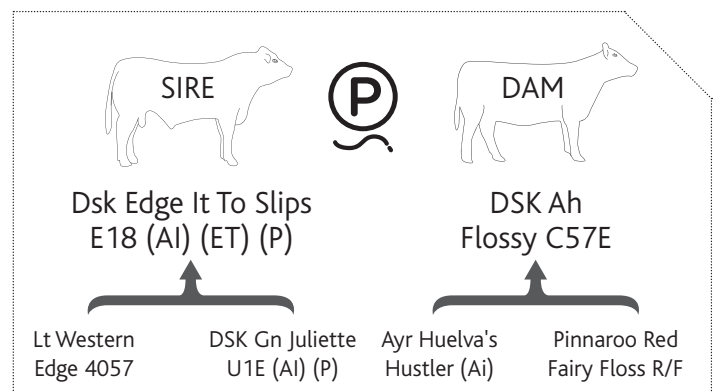 SIRE
P
DAM
Dsk Edge It To Slips
E18 (AI) (ET) (P)
DSK Ah
Flossy C57E
Lt Western
Edge 4057
DSK Gn Juliette
U1E (AI) (P)
Ayr Huelva's
Hustler (Ai)
Pinnaroo Red
Fairy Floss R/F